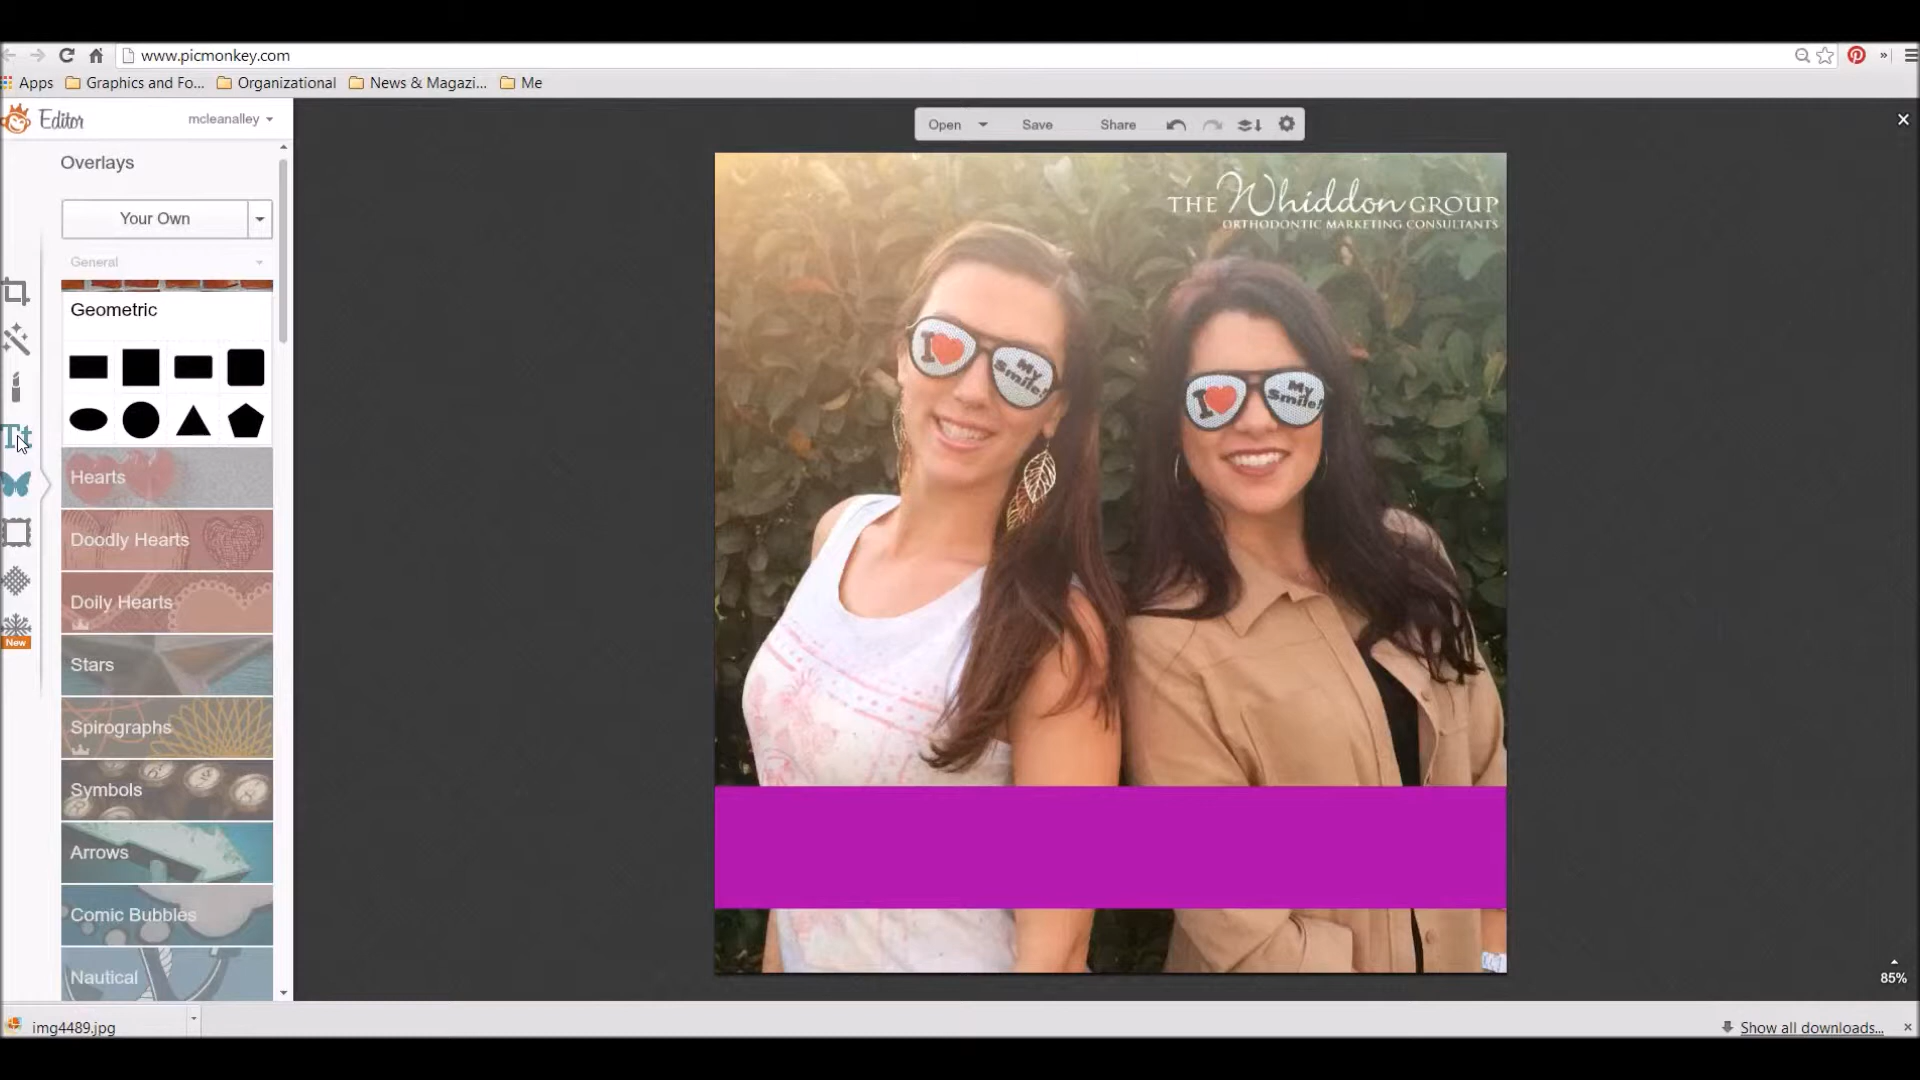 www.picmonkey.com
Apps
Graphics and Fo...
Organizational
News & Magazi...
Me
Editor
mcleanalley
Open
Save
Share
Overlays
Your Own
General
Geometric
Hearts
Doodly Hearts
Doily Hearts
Stars
Spirographs
Symbols
Arrows
Comic Bubbles
Nautical
Tt
New
THE Whiddon GROUP
ORTHODONTIC MARKETING CONSULTANTS
I My Smile!
I My Smile!
85%
img4489.jpg
Show all downloads...